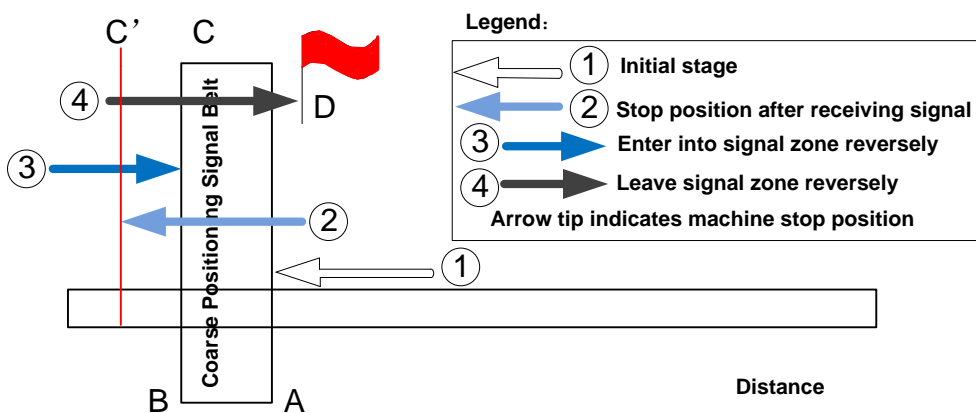 C’
C
Legend：
① Initial stage
② Stop position after receiving signal
③ Enter into signal zone reversely
④ Leave signal zone reversely
Arrow tip indicates machine stop position
④
D
③
②
①
Coarse Positioning Signal Belt
B
A
Distance